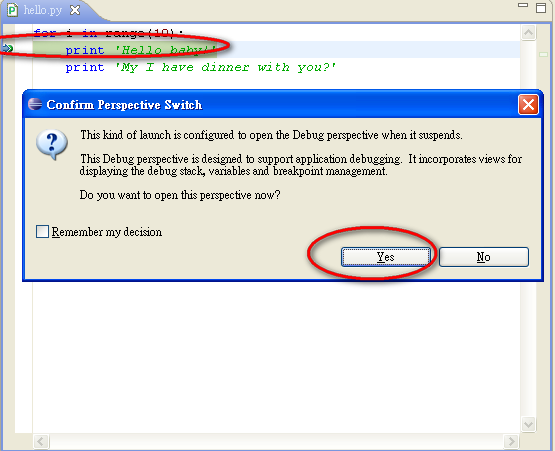 hello.py
for i in range(10):
print 'Hello baby!'
print 'My I have dinner with you?'
Confirm Perspective Switch
This kind of launch is configured to open the Debug perspective when it suspends.
This Debug perspective is designed to support application debugging. It incorporates views for
displaying the debug stack, variables and breakpoint management.
Do you want to open this perspective now?
Remember my decision
Yes
No